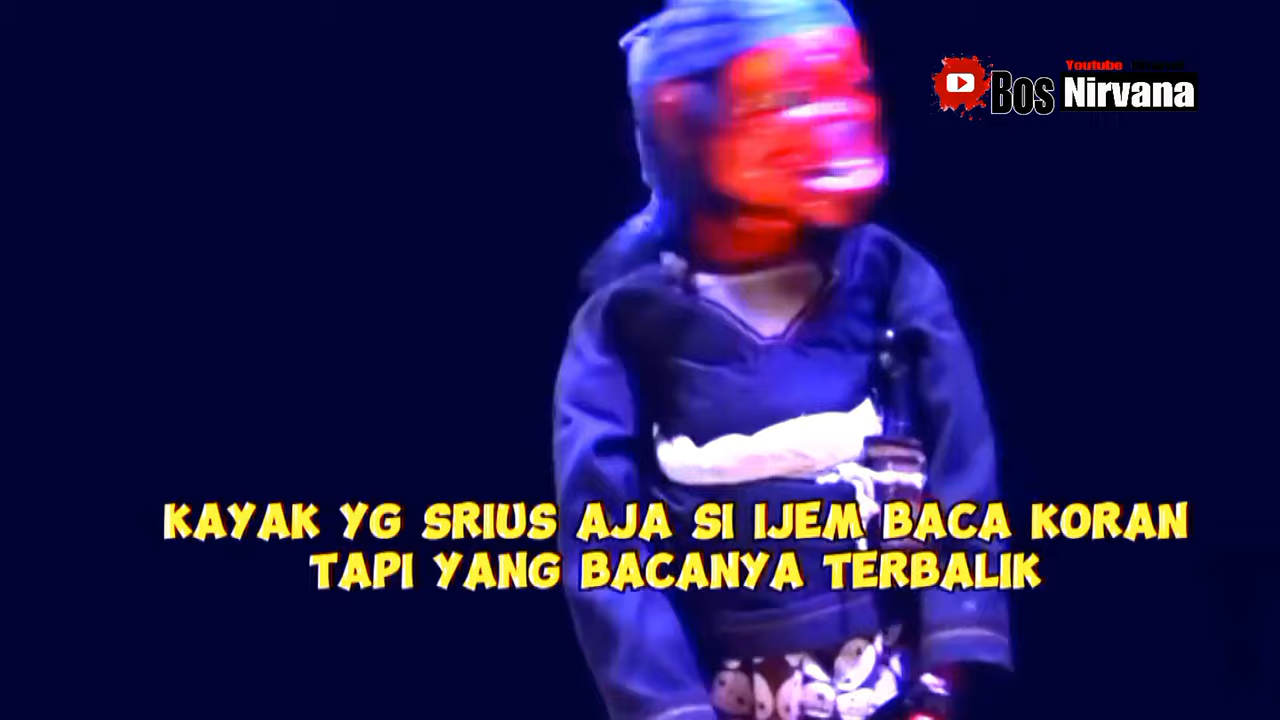 Youtube
Bos Nirvana
KAYAK YG SRIUS AJA SI IJEM BACA KORAN
TAPI YANG BACANYA TERBALIK